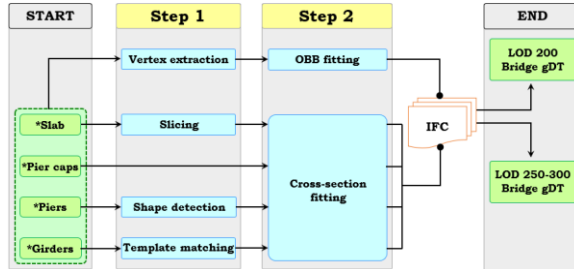 START
Step 1
Step 2
END
Vertex extraction
OBB fitting
LOD 200
Bridge gDT
*Slab
Slicing
IFC
*Pier caps
Cross-section
fitting
LOD 250-300
Bridge gDT
*Piers
Shape detection
*Girders
Template matching